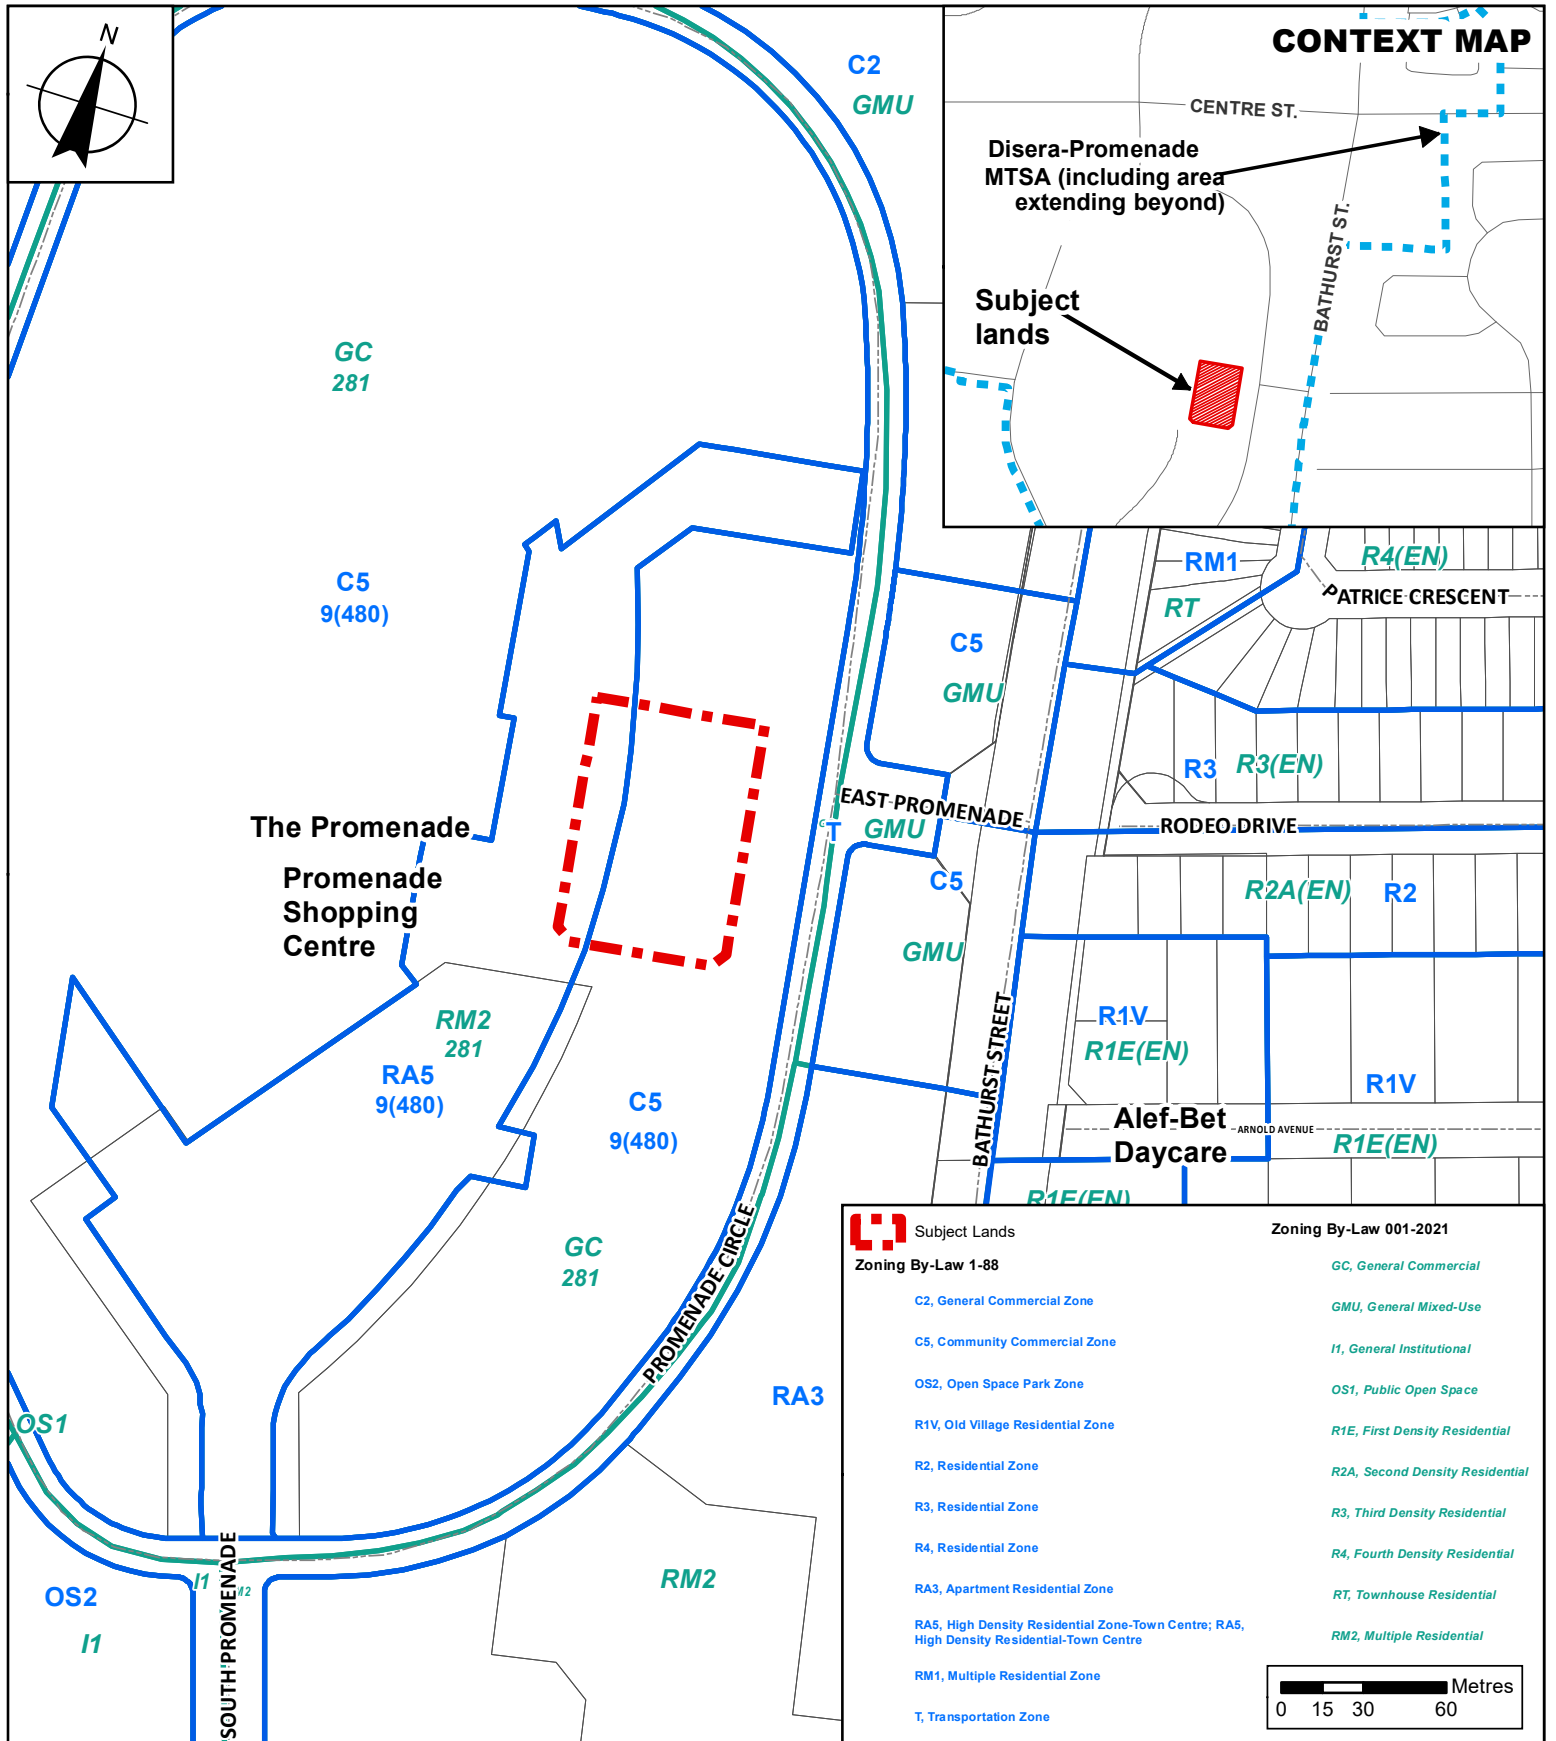 N
C2
GMU
CONTEXT MAP
CENTRE ST.
Disera-Promenade
MTSA (including area
extending beyond)
BATHURST ST.
Subject
lands
GC
281
C5
9(480)
RM1
RT
R4(EN)
PATRICE CRESCENT
C5
GMU
R3
R3(EN)
EAST PROMENADE
T
GMU
RODEO DRIVE
The Promenade
Promenade
Shopping
Centre
C5
GMU
R2A(EN)
R2
BATHURST STREET
R1V
R1E(EN)
RM2
281
RA5
9(480)
C5
9(480)
R1V
Alef-Bet
Daycare
ARNOLD AVENUE
R1E(EN)
R1E(EN)
GC
281
PROMENADE CIRCLE
RA3
OS1
RM2
I1
M2
OS2
I1
SOUTH PROMENADE
Subject Lands
Zoning By-Law 1-88
C2, General Commercial Zone
C5, Community Commercial Zone
OS2, Open Space Park Zone
R1V, Old Village Residential Zone
R2, Residential Zone
R3, Residential Zone
R4, Residential Zone
RA3, Apartment Residential Zone
RA5, High Density Residential Zone-Town Centre; RA5,
High Density Residential-Town Centre
RM1, Multiple Residential Zone
T, Transportation Zone
Zoning By-Law 001-2021
GC, General Commercial
GMU, General Mixed-Use
I1, General Institutional
OS1, Public Open Space
R1E, First Density Residential
R2A, Second Density Residential
R3, Third Density Residential
R4, Fourth Density Residential
RT, Townhouse Residential
RM2, Multiple Residential
Metres
0 15 30 60